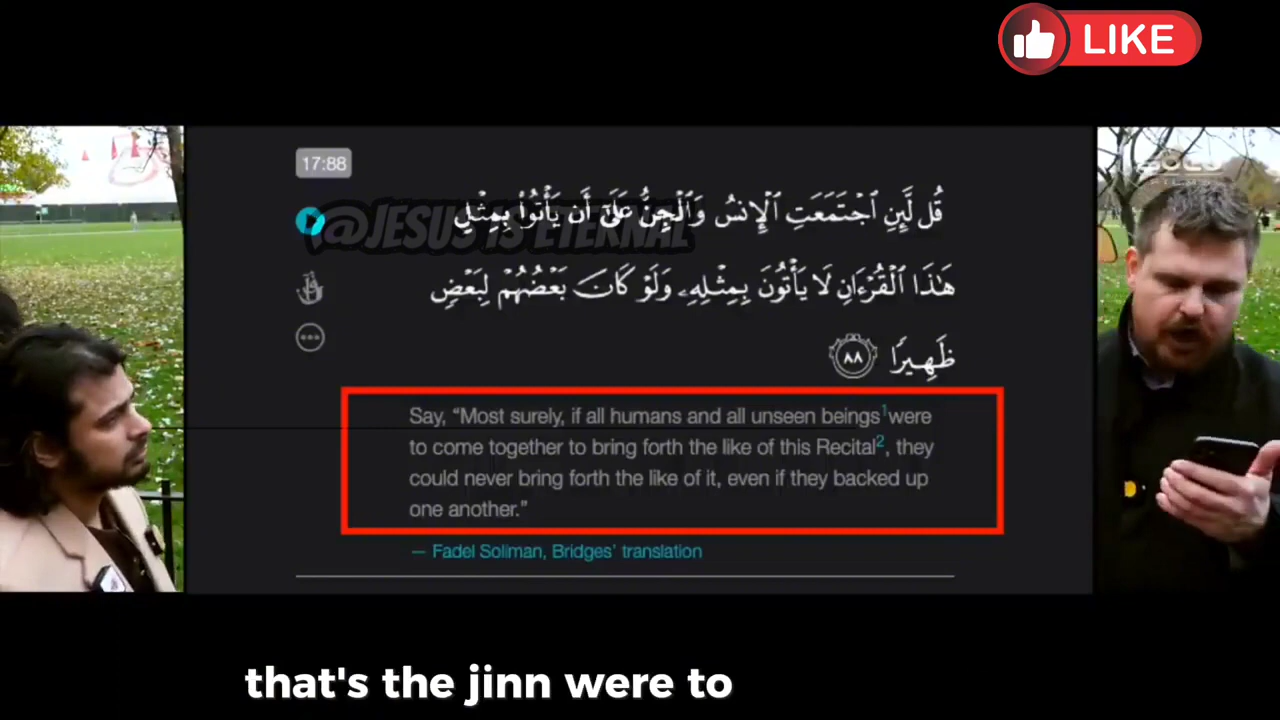 LIKE
17:88
قُل لَّئِنِ ٱجْتَمَعَتِ ٱلْإِنسُ وَٱلْجِنُّ عَلَىٰٓ أَن يَأْتُوا۟ بِمِثْلِ
@JESUS IS ETERNAL
هَـٰذَا ٱلْقُرْءَانِ لَا يَأْتُونَ بِمِثْلِهِۦ وَلَوْ كَانَ بَعْضُهُمْ لِبَعْضٍ
ظَهِيرًا ٨٨
Say, “Most surely, if all humans and all unseen beings¹were
to come together to bring forth the like of this Recital², they
could never bring forth the like of it, even if they backed up
one another.”
— Fadel Soliman, Bridges’ translation
that's the jinn were to